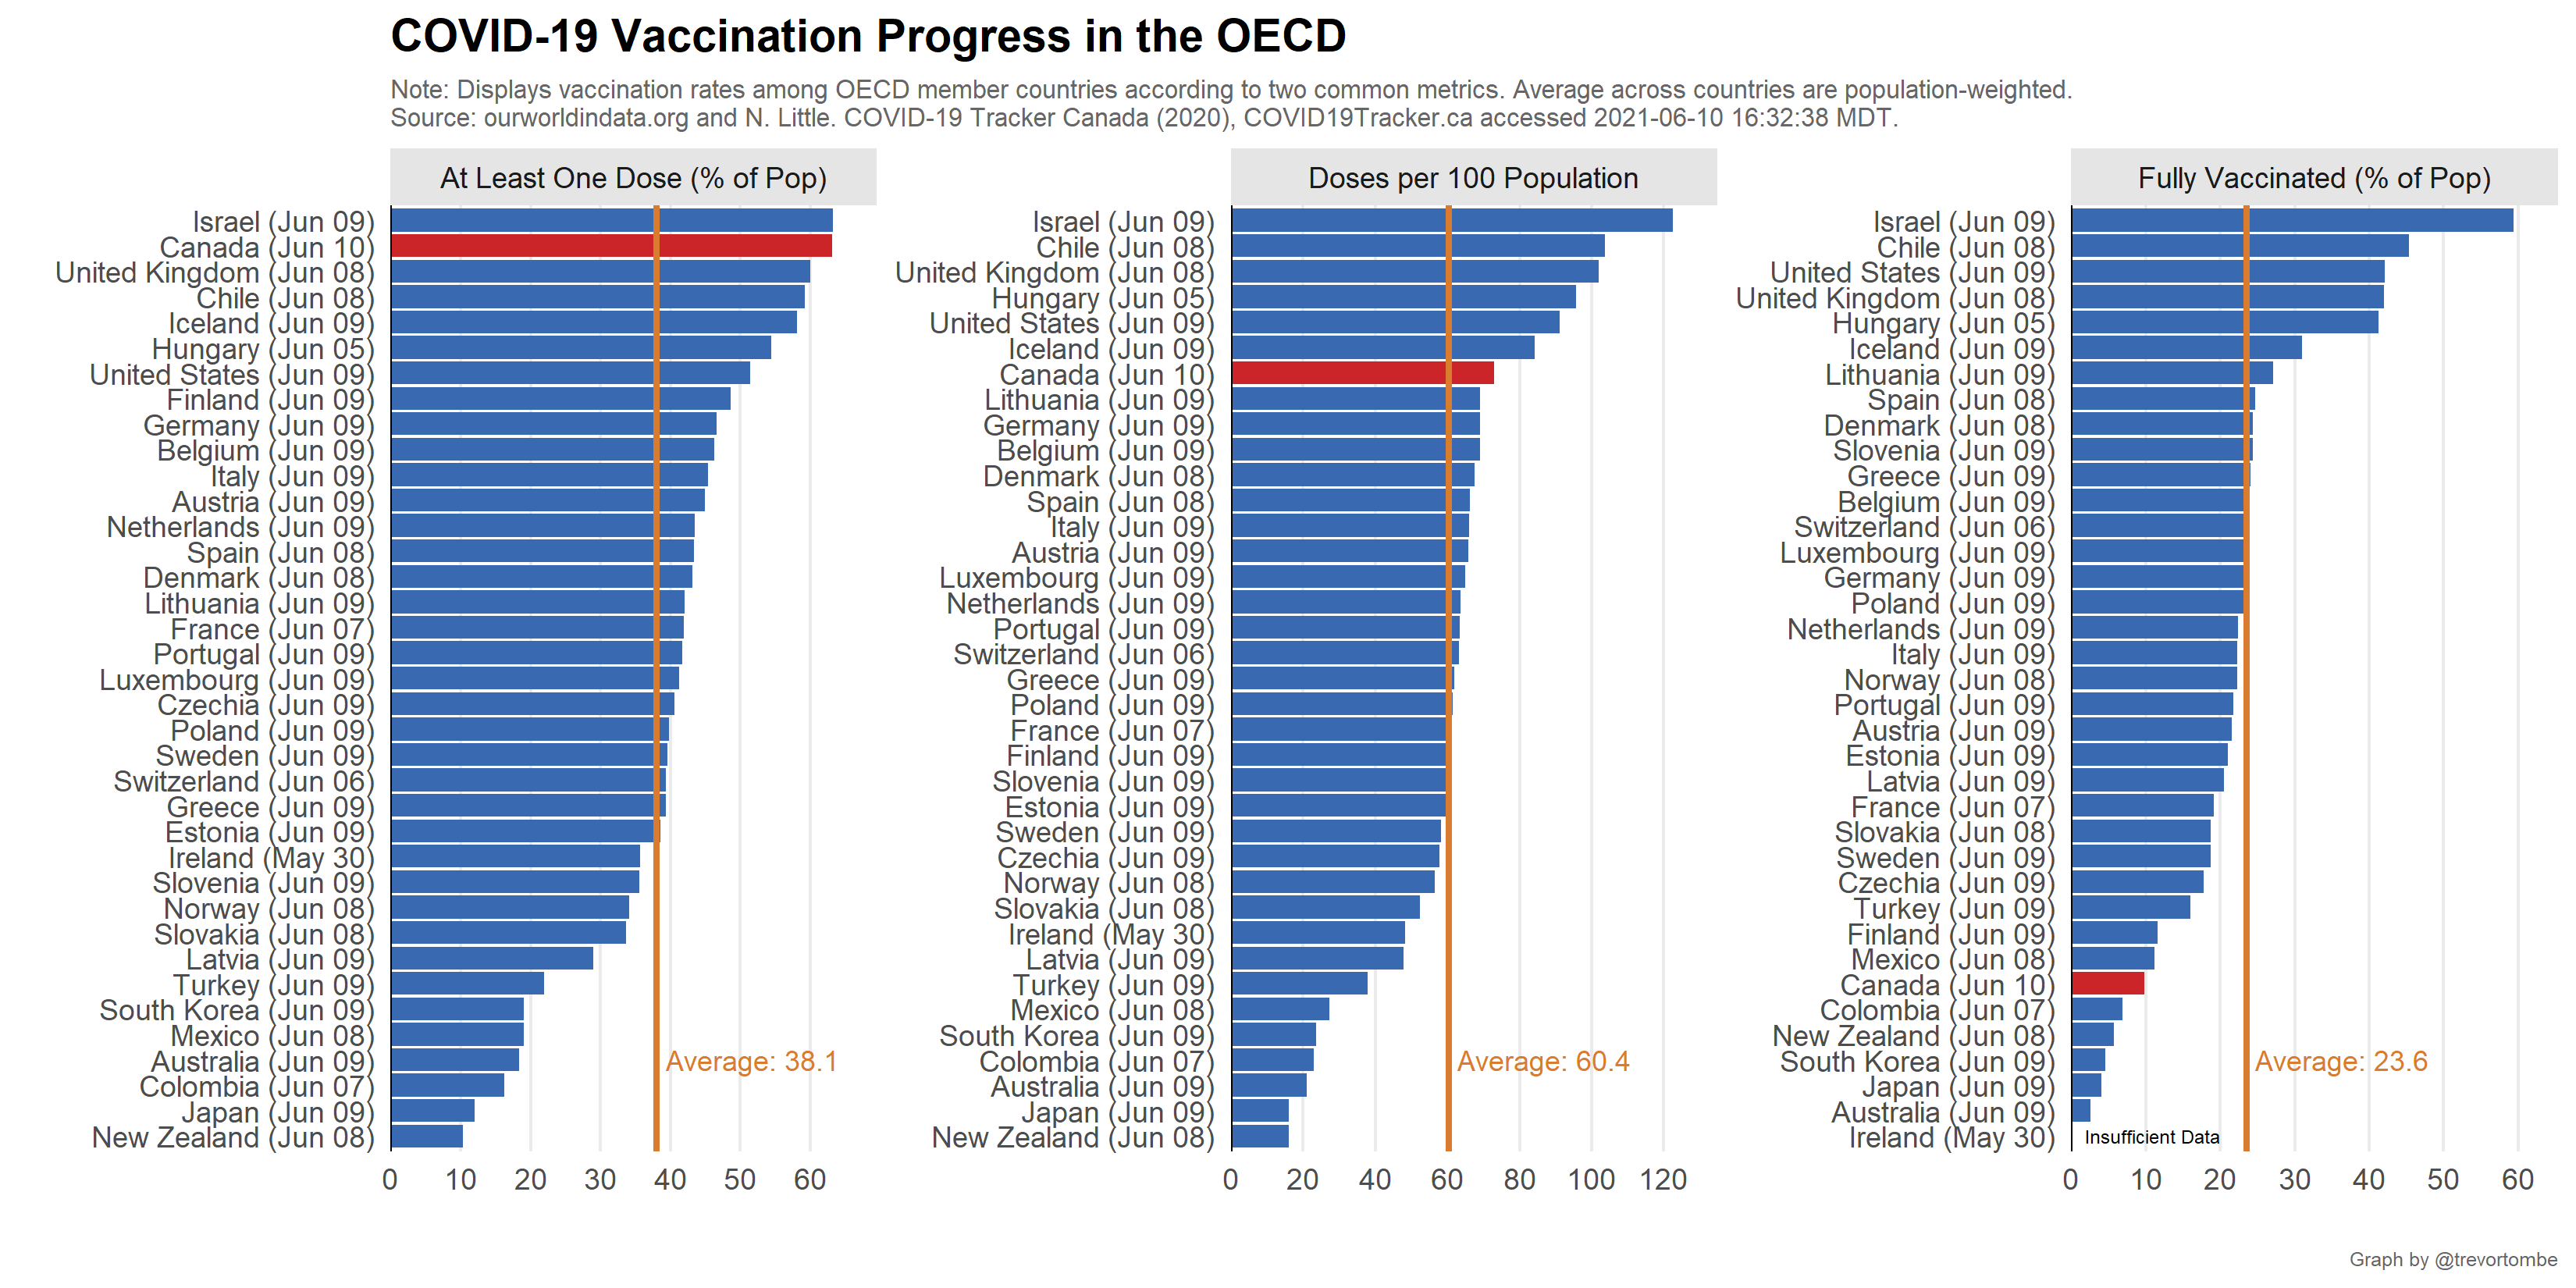 COVID-19 Vaccination Progress in the OECD
Note: Displays vaccination rates among OECD member countries according to two common metrics. Average across countries are population-weighted.
Source: ourworldindata.org and N. Little. COVID-19 Tracker Canada (2020), COVID19Tracker.ca accessed 2021-06-10 16:32:38 MDT.
At Least One Dose (% of Pop)
Israel (Jun 09)
Canada (Jun 10)
United Kingdom (Jun 08)
Chile (Jun 08)
Iceland (Jun 09)
Hungary (Jun 05)
United States (Jun 09)
Finland (Jun 09)
Germany (Jun 09)
Belgium (Jun 09)
Italy (Jun 09)
Austria (Jun 09)
Netherlands (Jun 09)
Spain (Jun 08)
Denmark (Jun 08)
Lithuania (Jun 09)
France (Jun 07)
Portugal (Jun 09)
Luxembourg (Jun 09)
Czechia (Jun 09)
Poland (Jun 09)
Sweden (Jun 09)
Switzerland (Jun 06)
Greece (Jun 09)
Estonia (Jun 09)
Ireland (May 30)
Slovenia (Jun 09)
Norway (Jun 08)
Slovakia (Jun 08)
Latvia (Jun 09)
Turkey (Jun 09)
South Korea (Jun 09)
Mexico (Jun 08)
Australia (Jun 09)
Colombia (Jun 07)
Japan (Jun 09)
New Zealand (Jun 08)
Average: 38.1
0 10 20 30 40 50 60
Doses per 100 Population
Israel (Jun 09)
Chile (Jun 08)
United Kingdom (Jun 08)
Hungary (Jun 05)
United States (Jun 09)
Iceland (Jun 09)
Canada (Jun 10)
Lithuania (Jun 09)
Germany (Jun 09)
Belgium (Jun 09)
Denmark (Jun 08)
Spain (Jun 08)
Italy (Jun 09)
Austria (Jun 09)
Luxembourg (Jun 09)
Netherlands (Jun 09)
Portugal (Jun 09)
Switzerland (Jun 06)
Greece (Jun 09)
Poland (Jun 09)
France (Jun 07)
Finland (Jun 09)
Slovenia (Jun 09)
Estonia (Jun 09)
Sweden (Jun 09)
Czechia (Jun 09)
Norway (Jun 08)
Slovakia (Jun 08)
Ireland (May 30)
Latvia (Jun 09)
Turkey (Jun 09)
Mexico (Jun 08)
South Korea (Jun 09)
Colombia (Jun 07)
Australia (Jun 09)
Japan (Jun 09)
New Zealand (Jun 08)
Average: 60.4
0 20 40 60 80 100 120
Fully Vaccinated (% of Pop)
Israel (Jun 09)
Chile (Jun 08)
United States (Jun 09)
United Kingdom (Jun 08)
Hungary (Jun 05)
Iceland (Jun 09)
Lithuania (Jun 09)
Spain (Jun 08)
Denmark (Jun 08)
Slovenia (Jun 09)
Greece (Jun 09)
Belgium (Jun 09)
Switzerland (Jun 06)
Luxembourg (Jun 09)
Germany (Jun 09)
Poland (Jun 09)
Netherlands (Jun 09)
Italy (Jun 09)
Norway (Jun 08)
Portugal (Jun 09)
Austria (Jun 09)
Estonia (Jun 09)
Latvia (Jun 09)
France (Jun 07)
Slovakia (Jun 08)
Sweden (Jun 09)
Czechia (Jun 09)
Turkey (Jun 09)
Finland (Jun 09)
Mexico (Jun 08)
Canada (Jun 10)
Colombia (Jun 07)
New Zealand (Jun 08)
South Korea (Jun 09)
Japan (Jun 09)
Australia (Jun 09)
Ireland (May 30)
Average: 23.6
Insufficient Data
0 10 20 30 40 50 60
Graph by @trevortombe